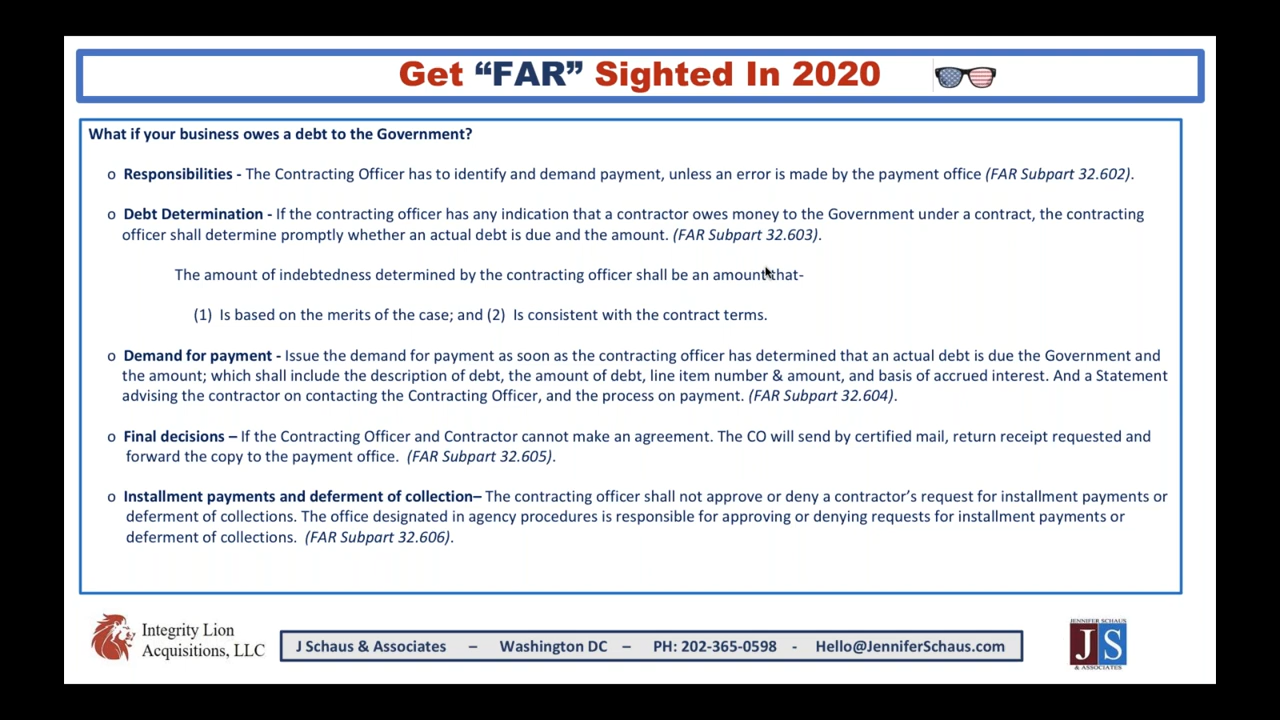 Get “FAR” Sighted In 2020
What if your business owes a debt to the Government?
o Responsibilities - The Contracting Officer has to identify and demand payment, unless an error is made by the payment office (FAR Subpart 32.602).
o Debt Determination - If the contracting officer has any indication that a contractor owes money to the Government under a contract, the contracting
officer shall determine promptly whether an actual debt is due and the amount. (FAR Subpart 32.603).
The amount of indebtedness determined by the contracting officer shall be an amount that-
(1) Is based on the merits of the case; and (2) Is consistent with the contract terms.
o Demand for payment - Issue the demand for payment as soon as the contracting officer has determined that an actual debt is due the Government and
the amount; which shall include the description of debt, the amount of debt, line item number & amount, and basis of accrued interest. And a Statement
advising the contractor on contacting the Contracting Officer, and the process on payment. (FAR Subpart 32.604).
o Final decisions – If the Contracting Officer and Contractor cannot make an agreement. The CO will send by certified mail, return receipt requested and
forward the copy to the payment office. (FAR Subpart 32.605).
o Installment payments and deferment of collection– The contracting officer shall not approve or deny a contractor’s request for installment payments or
deferment of collections. The office designated in agency procedures is responsible for approving or denying requests for installment payments or
deferment of collections. (FAR Subpart 32.606).
Integrity Lion
Acquisitions, LLC
J Schaus & Associates – Washington DC – PH: 202-365-0598 - Hello@JenniferSchaus.com
JENNIFER SCHAUS
JS
& ASSOCIATES